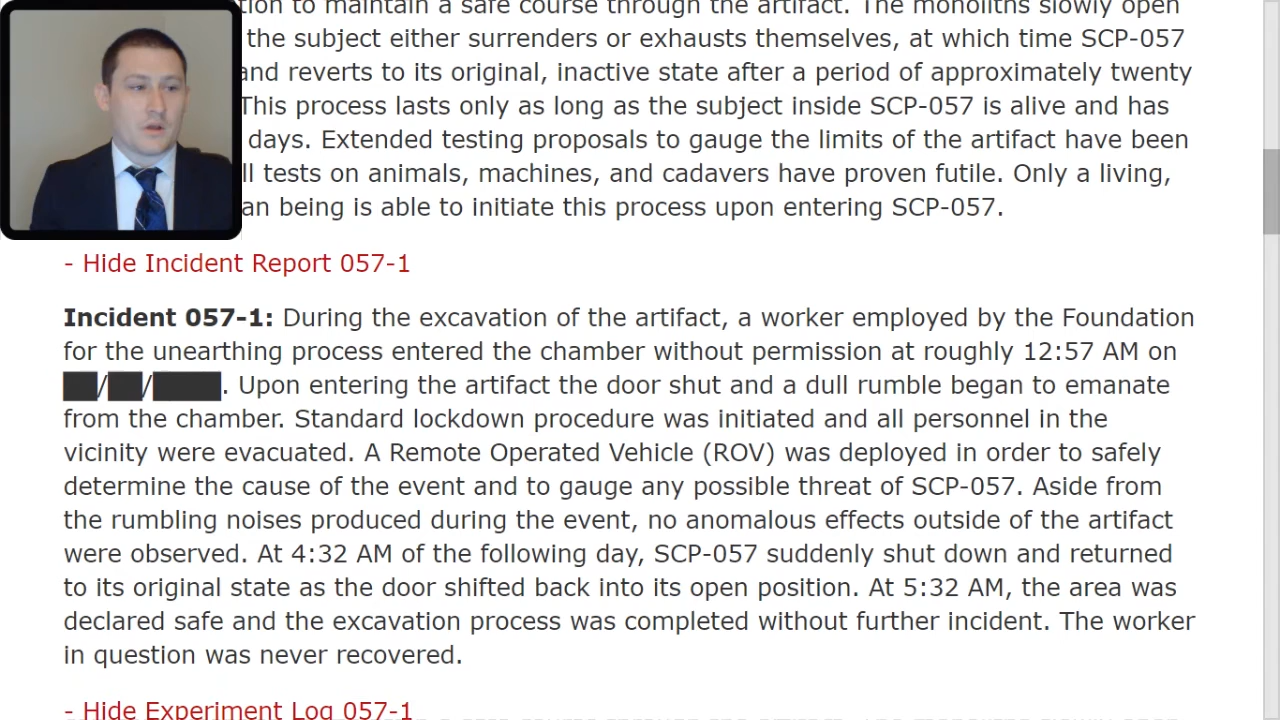 tion to maintain a safe course through the artifact. The monoliths slowly open
the subject either surrenders or exhausts themselves, at which time SCP-057
and reverts to its original, inactive state after a period of approximately twenty
This process lasts only as long as the subject inside SCP-057 is alive and has
days. Extended testing proposals to gauge the limits of the artifact have been
ll tests on animals, machines, and cadavers have proven futile. Only a living,
an being is able to initiate this process upon entering SCP-057.
- Hide Incident Report 057-1
Incident 057-1: During the excavation of the artifact, a worker employed by the Foundation
for the unearthing process entered the chamber without permission at roughly 12:57 AM on
██/██/████. Upon entering the artifact the door shut and a dull rumble began to emanate
from the chamber. Standard lockdown procedure was initiated and all personnel in the
vicinity were evacuated. A Remote Operated Vehicle (ROV) was deployed in order to safely
determine the cause of the event and to gauge any possible threat of SCP-057. Aside from
the rumbling noises produced during the event, no anomalous effects outside of the artifact
were observed. At 4:32 AM of the following day, SCP-057 suddenly shut down and returned
to its original state as the door shifted back into its open position. At 5:32 AM, the area was
declared safe and the excavation process was completed without further incident. The worker
in question was never recovered.
- Hide Experiment Log 057-1